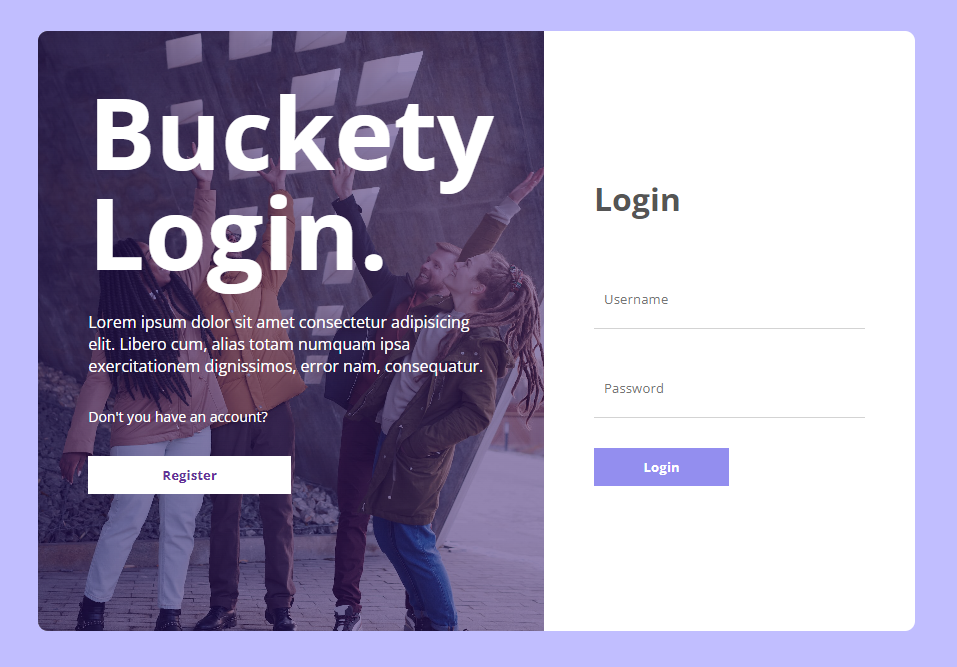 Buckety
Login.
Lorem ipsum dolor sit amet consectetur adipisicing
elit. Libero cum, alias totam numquam ipsa
exercitationem dignissimos, error nam, consequatur.
Don't you have an account?
Register
Login
Username
Password
Login